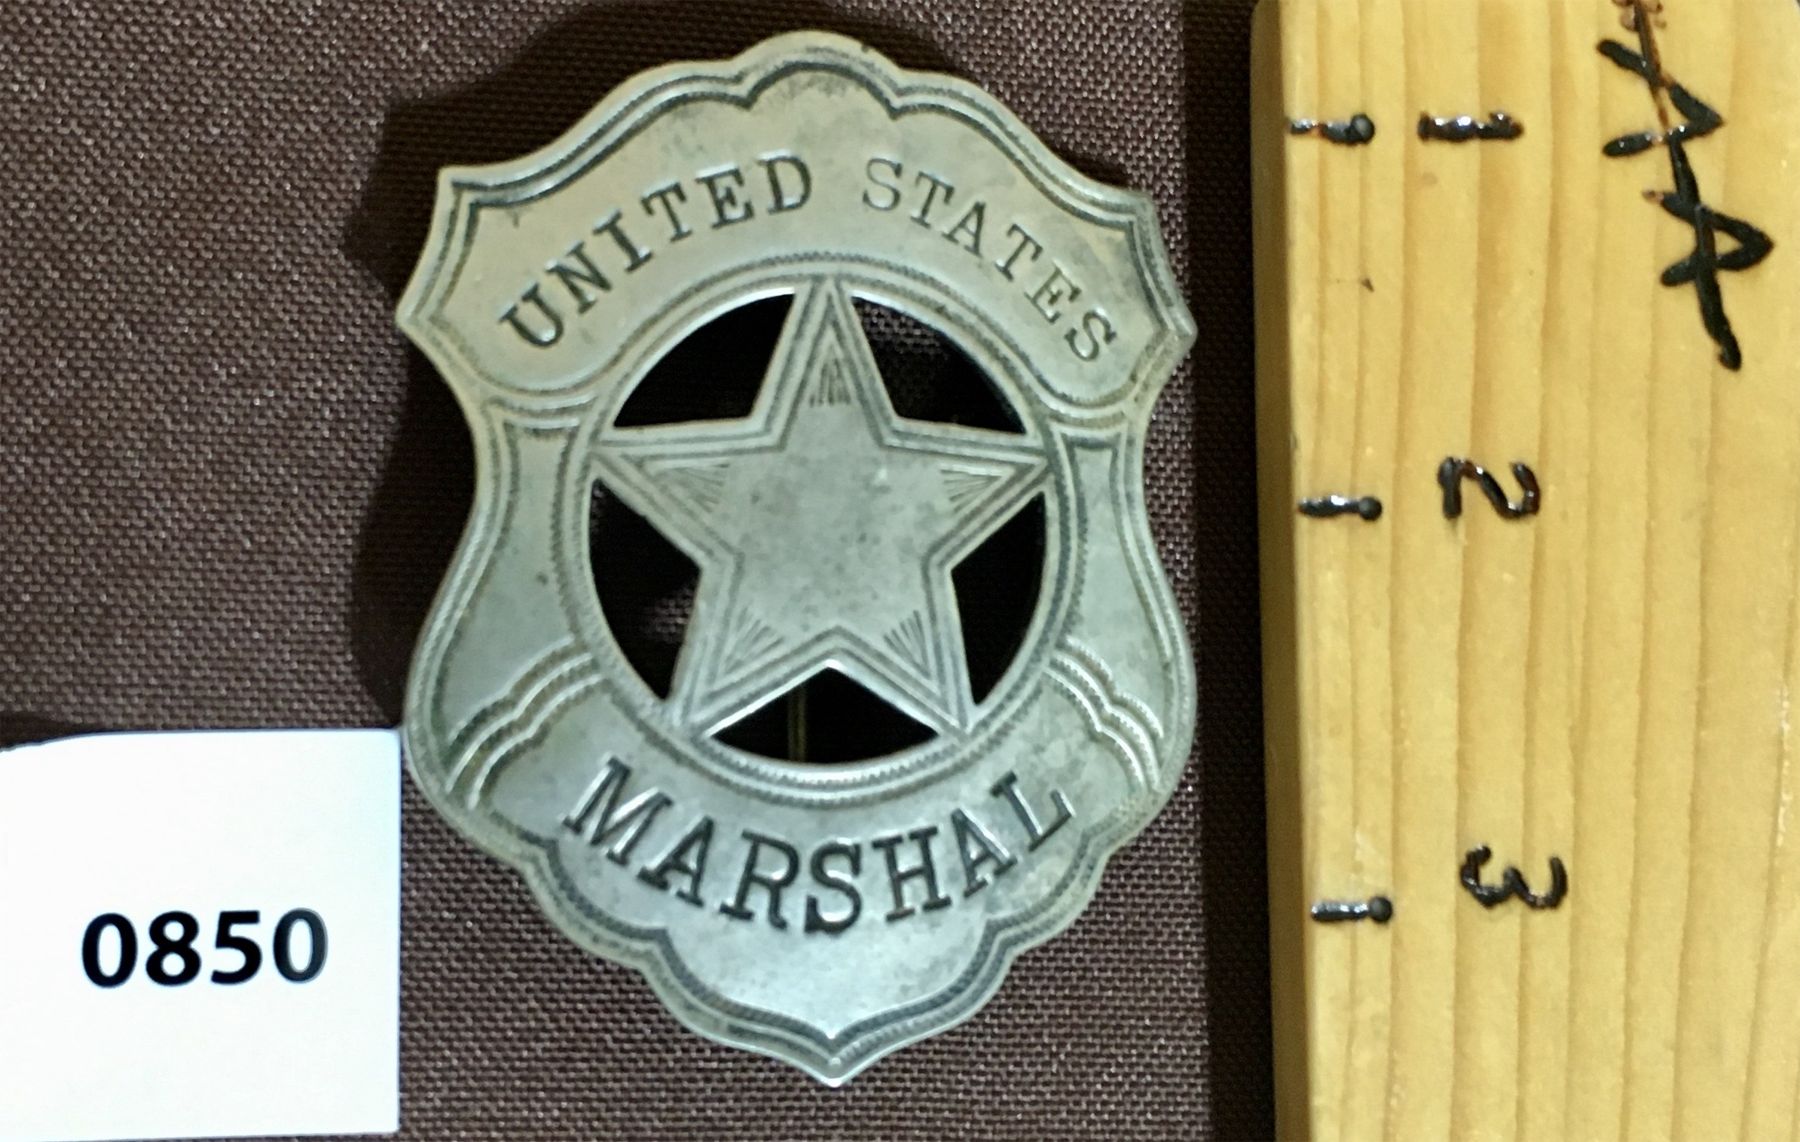 UNITED STATES
MARSHAL
0850
1
2
3